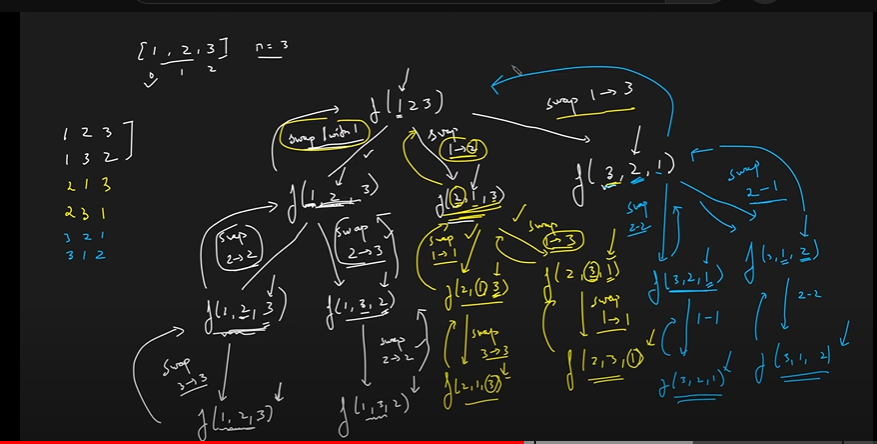 [1, 2, 3] n = 3
0 1 2
f(1 2 3)
swap 1 with 1
swap 1→2
swap 1→3
1 2 3
1 3 2
2 1 3
2 3 1
3 2 1
3 1 2
f(1, 2, 3)
f(2, 1, 3)
f(3, 2, 1)
swap 2→2
swap 2→3
swap 1→1
swap 1→3
swap 2-2
swap 2-1
f(1, 2, 3)
f(1, 3, 2)
f(2, 1, 3)
f(2, 3, 1)
f(3, 2, 1)
f(3, 1, 2)
swap 3→3
swap 2→2
swap 3→3
swap 1→1
1-1
2-2
f(1, 2, 3)
f(1, 3, 2)
f(2, 1, 3)
f(2, 3, 1)
f(3, 2, 1)
f(3, 1, 2)